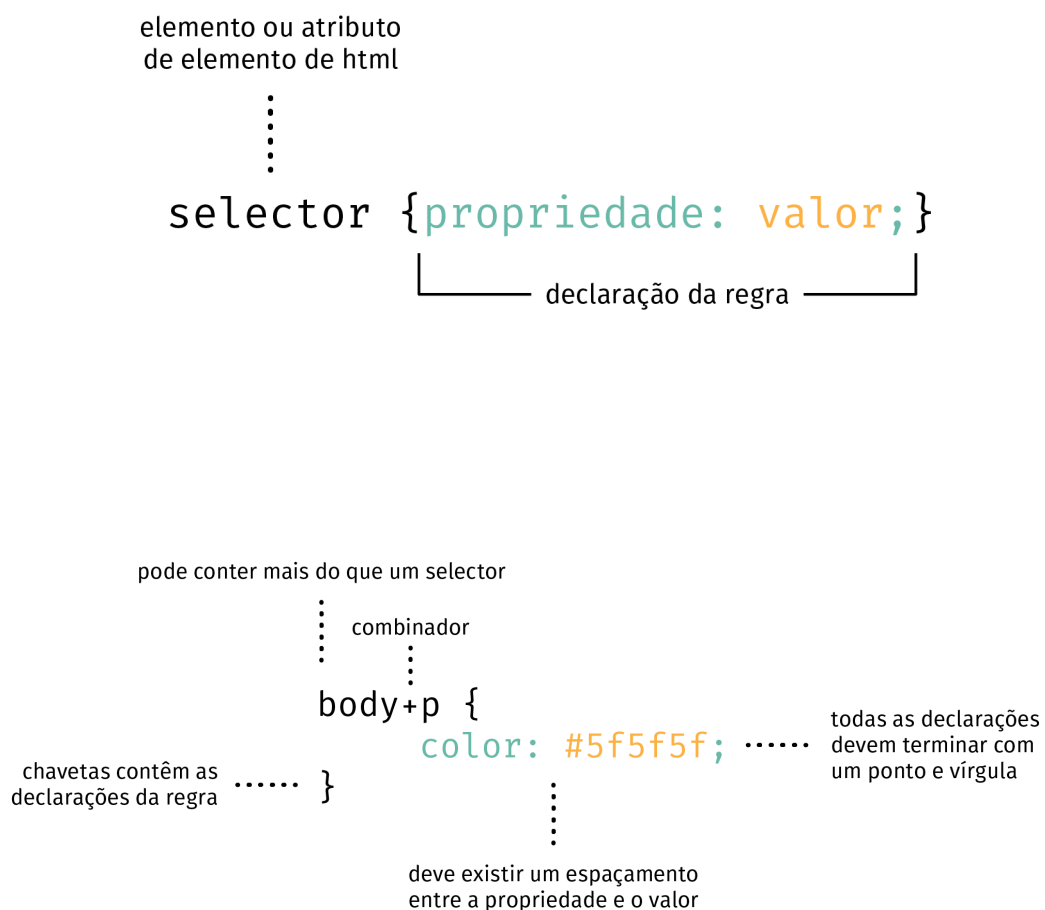 elemento ou atributo
de elemento de html
selector {propriedade: valor;}
declaração da regra
pode conter mais do que um selector
combinador
body+p {
color: #5f5f5f;
todas as declarações
devem terminar com
um ponto e vírgula
chavetas contêm as
declarações da regra
}
deve existir um espaçamento
entre a propriedade e o valor